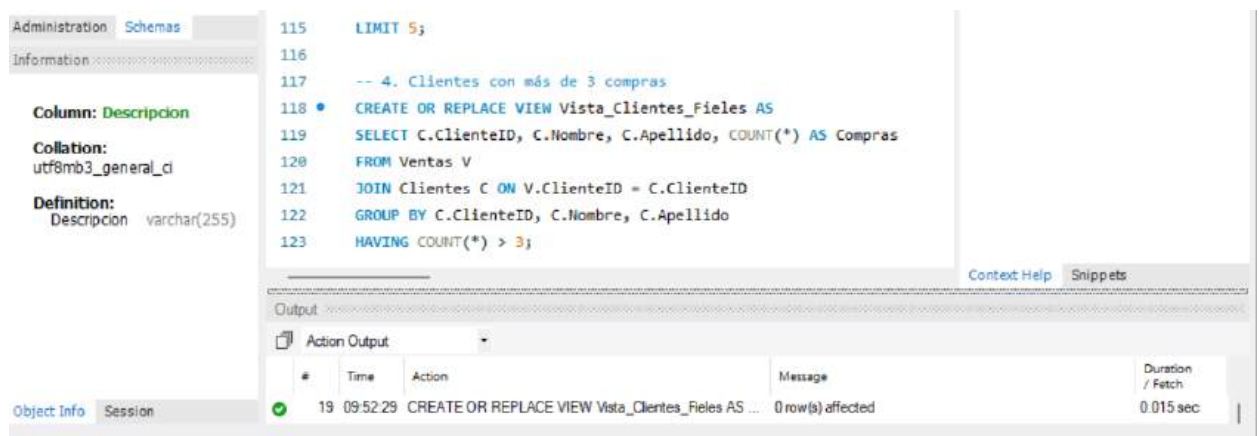 Administration Schemas
Information
Column: Descripcion
Collation:
utf8mb3_general_ci
Definition:
Descripcion varchar(255)
Object Info Session
115 LIMIT 5;
116
117 -- 4. Clientes con más de 3 compras
118 CREATE OR REPLACE VIEW Vista_Clientes_Fieles AS
119 SELECT C.ClienteID, C.Nombre, C.Apellido, COUNT(*) AS Compras
120 FROM Ventas V
121 JOIN Clientes C ON V.ClienteID = C.ClienteID
122 GROUP BY C.ClienteID, C.Nombre, C.Apellido
123 HAVING COUNT(*) > 3;
Context Help Snippets
Output
Action Output
# Time Action Message Duration / Fetch
19 09:52:29 CREATE OR REPLACE VIEW Vista_Clientes_Fieles AS ... 0 row(s) affected 0.015 sec